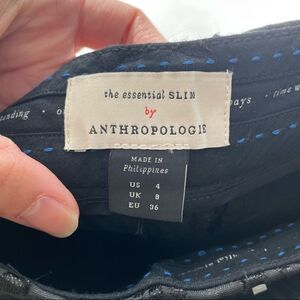 the essential SLIM
by
ANTHROPOLOGIE
MADE IN
Philippines
US 4
UK 8
EU 36